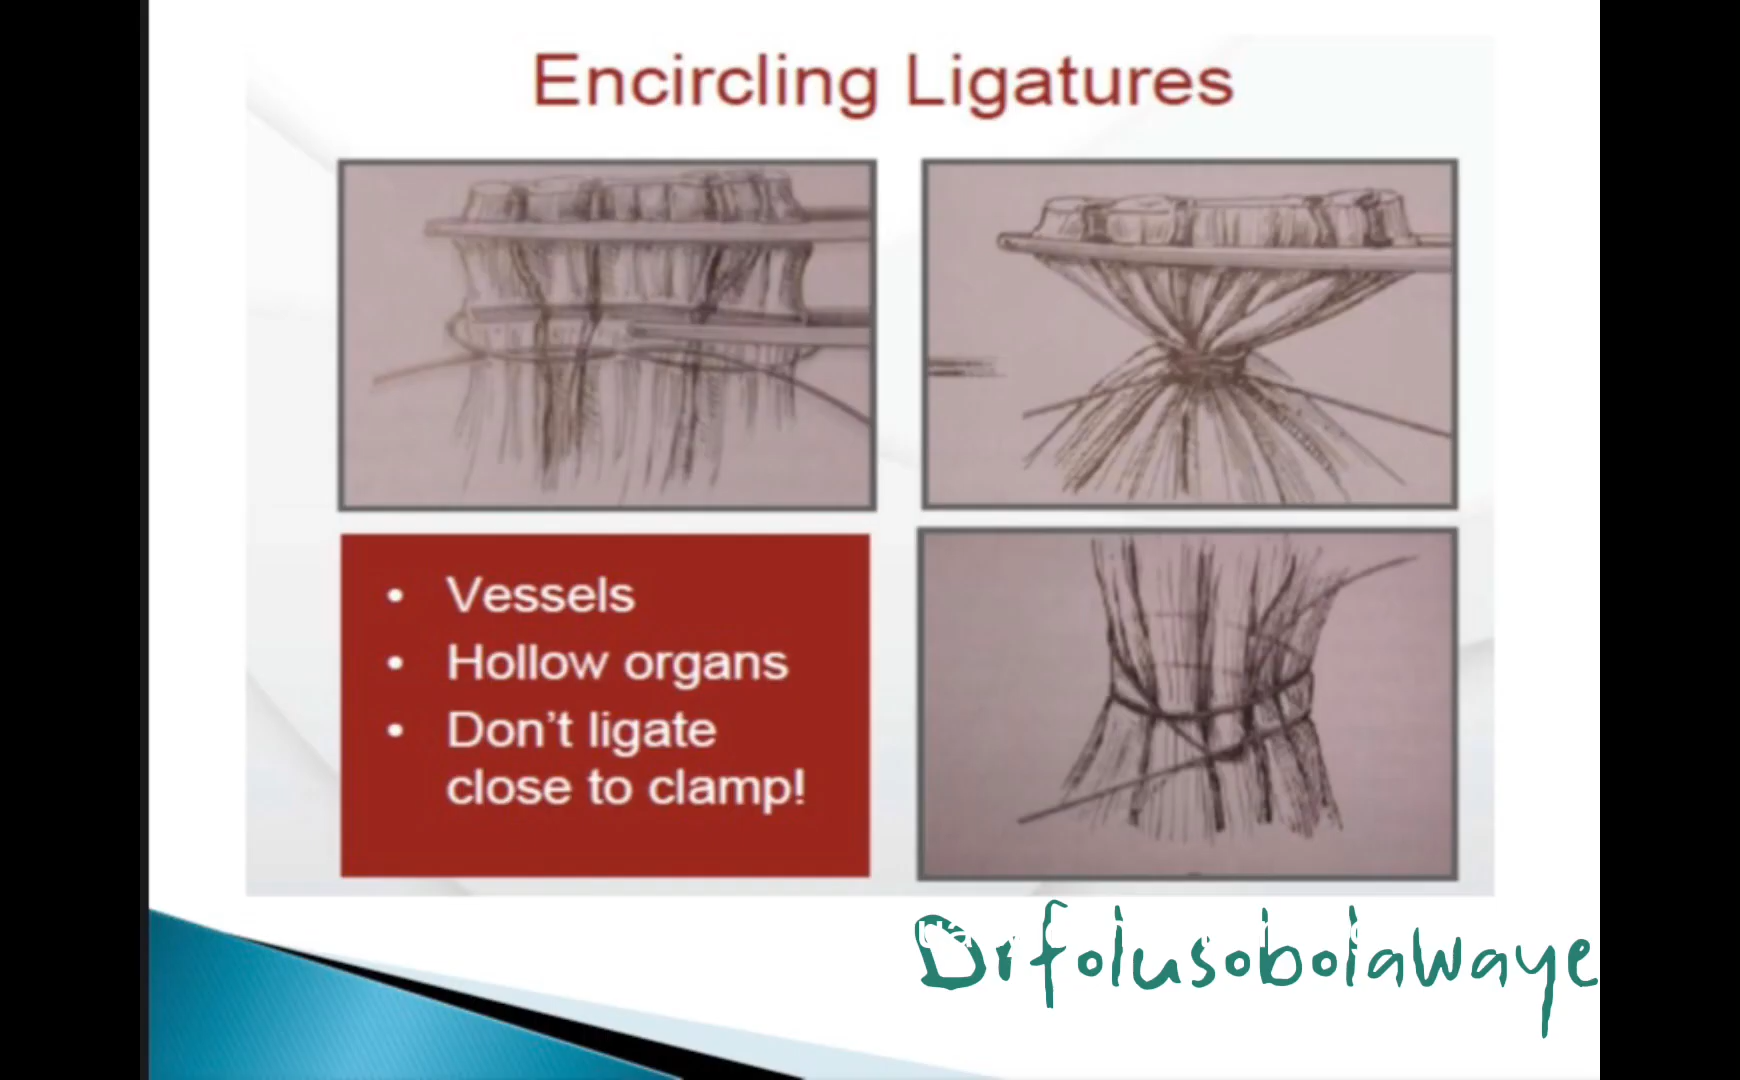 Encircling Ligatures
• Vessels
• Hollow organs
• Don't ligate
close to clamp!
Drfolusobolawaye